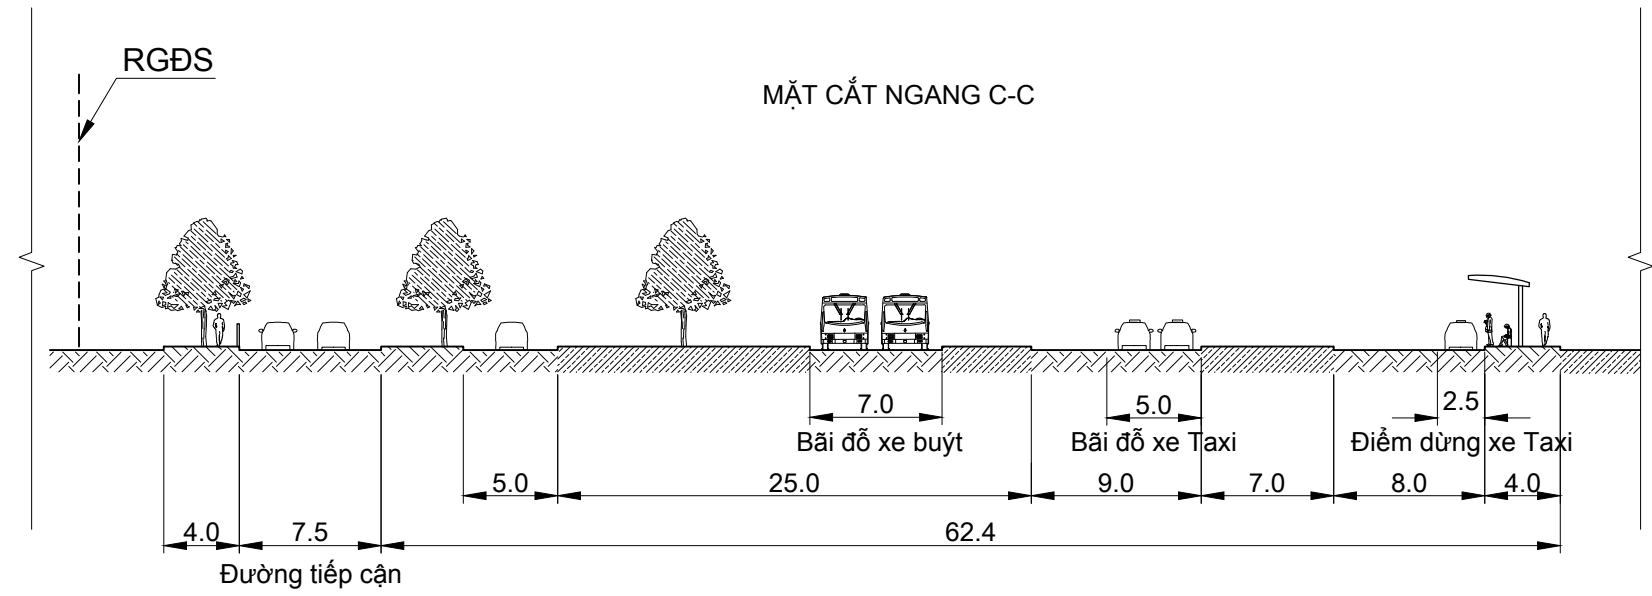 RGĐS
MẶT CẮT NGANG C-C
7.0
5.0
2.5
Bãi đỗ xe buýt
Bãi đỗ xe Taxi
Điểm dừng xe Taxi
5.0
25.0
9.0
7.0
8.0
4.0
4.0
7.5
62.4
Đường tiếp cận